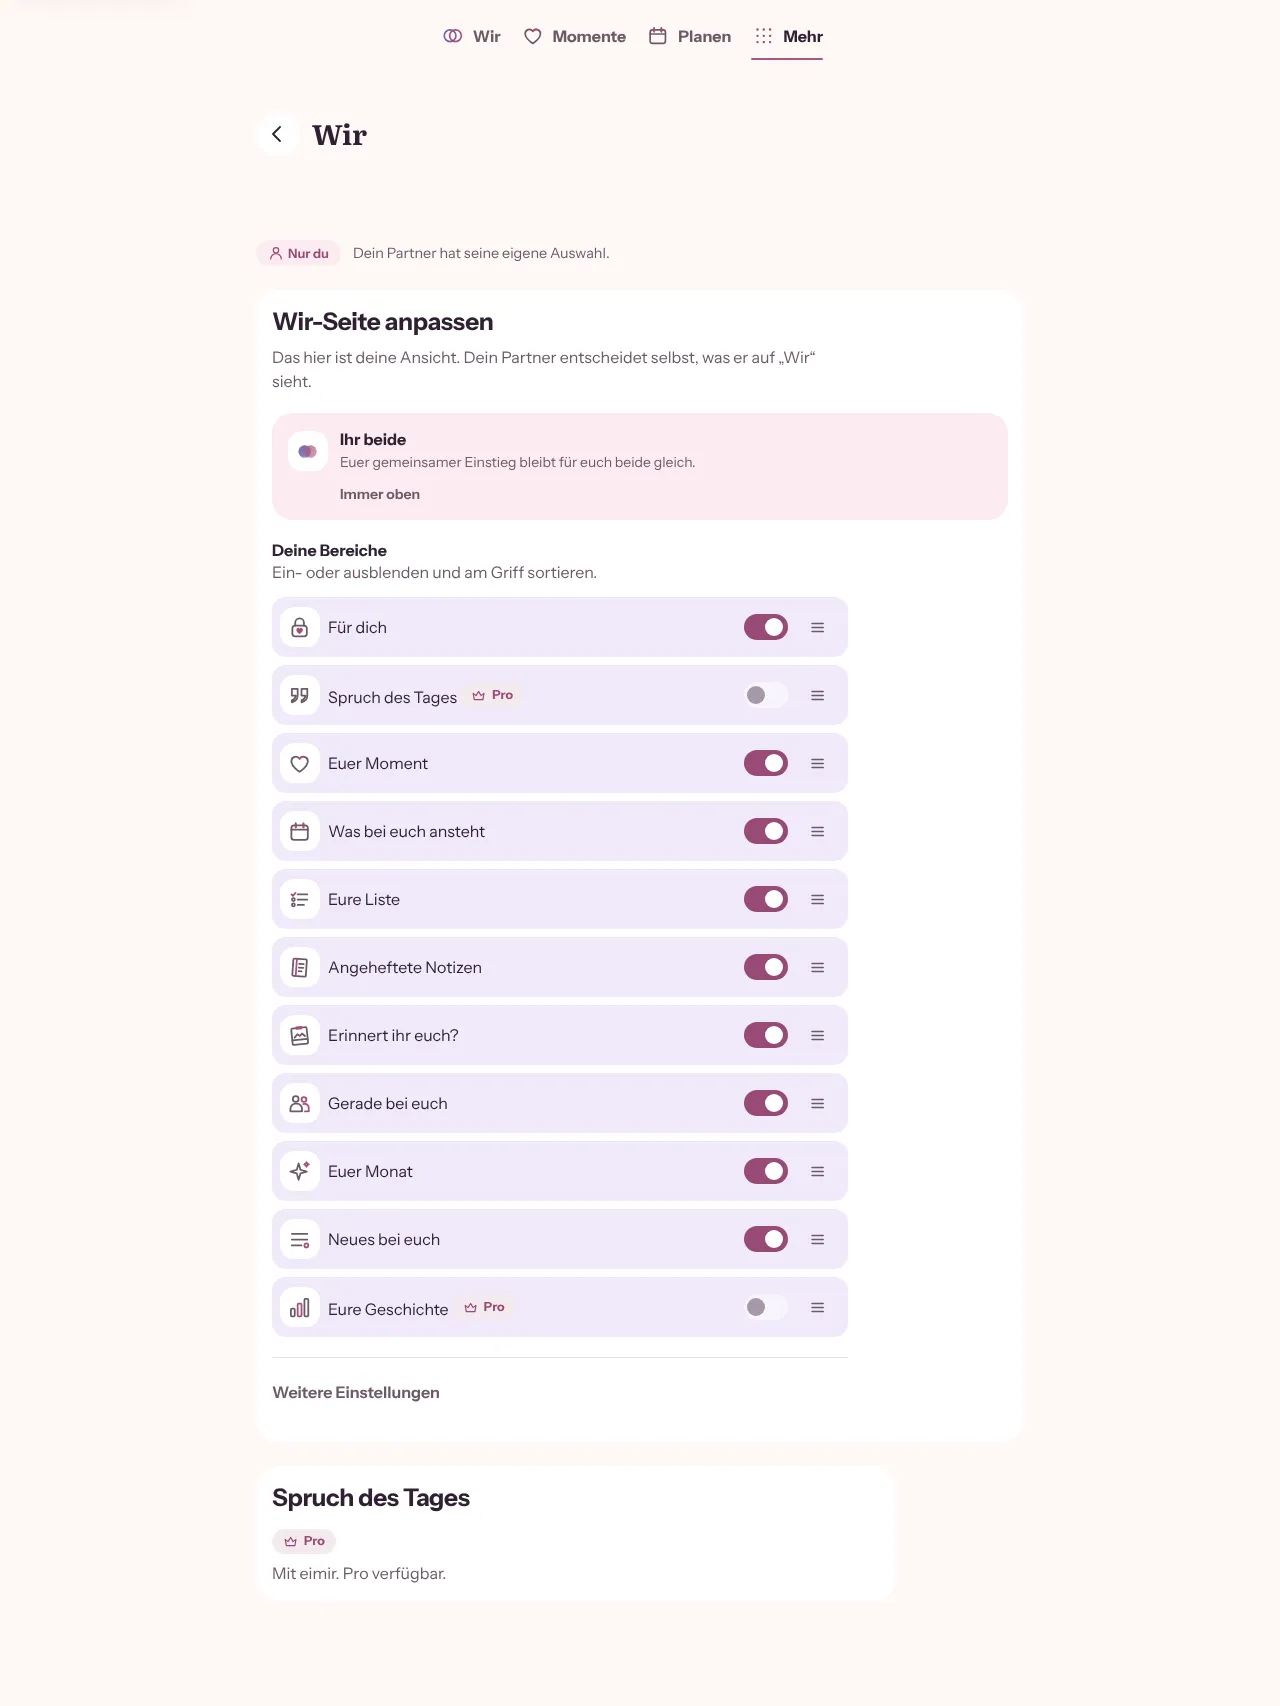 Wir
Momente
Planen
Mehr
Wir
Nur du
Dein Partner hat seine eigene Auswahl.
Wir-Seite anpassen
Das hier ist deine Ansicht. Dein Partner entscheidet selbst, was er auf „Wir“
sieht.
Ihr beide
Euer gemeinsamer Einstieg bleibt für euch beide gleich.
Immer oben
Deine Bereiche
Ein- oder ausblenden und am Griff sortieren.
Für dich
Spruch des Tages Pro
Euer Moment
Was bei euch ansteht
Eure Liste
Angeheftete Notizen
Erinnert ihr euch?
Gerade bei euch
Euer Monat
Neues bei euch
Eure Geschichte Pro
Weitere Einstellungen
Spruch des Tages
Pro
Mit eimir. Pro verfügbar.